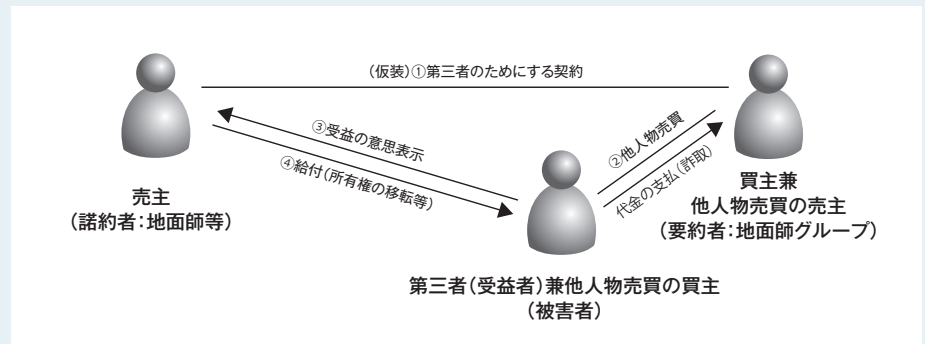 (仮装)①第三者のためにする契約
③受益の意思表示
④給付(所有権の移転等)
②他人物売買
代金の支払(詐取)
売主
(諾約者:地面師等)
買主兼
他人物売買の売主
(要約者:地面師グループ)
第三者(受益者)兼他人物売買の買主
(被害者)